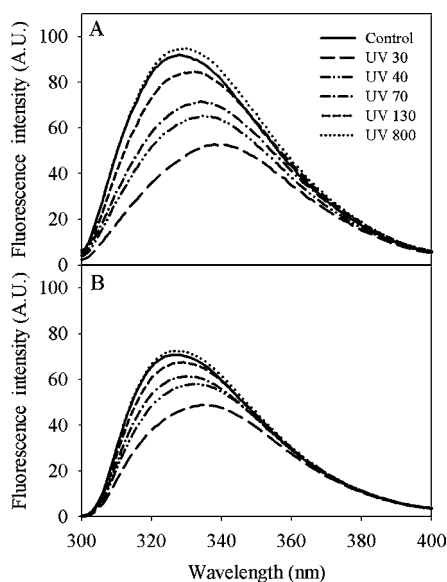 A
Control
UV 30
UV 40
UV 70
UV 130
UV 800
Fluorescence intensity (A.U.)
100
80
60
40
20
0
B
Fluorescence intensity (A.U.)
100
80
60
40
20
0
300 320 340 360 380 400
Wavelength (nm)